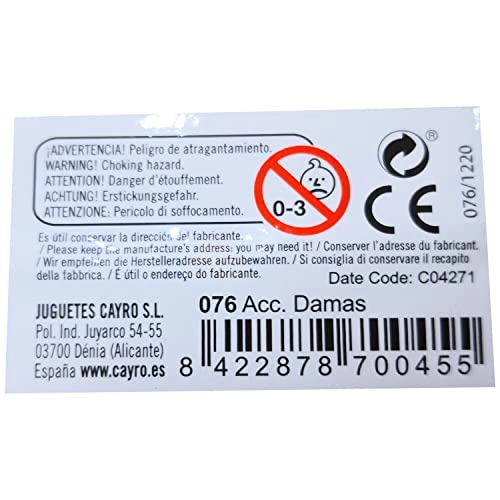 ¡ADVERTENCIA! Peligro de atragantamiento.
WARNING! Choking hazard.
ATTENTION! Danger d'étouffement.
ACHTUNG! Erstickungsgefahr.
ATTENZIONE: Pericolo di soffocamento.
0-3
®
CE
076/1220
Es útil conservar la dirección del fabricante.
/ Please keep the manufacture's address: you may need it! / Conserver l'adresse du fabricant.
/ Wir empfehlen die Herstelleradresse aufzubewahren. / Si consiglia di conservare il recapito
della fabbrica. / É útil o endereço do fabricante.
Date Code: C04271
JUGUETES CAYRO S.L.
Pol. Ind. Juyarco 54-55
03700 Dénia (Alicante)
España www.cayro.es
076 Acc. Damas
8 422878 700455